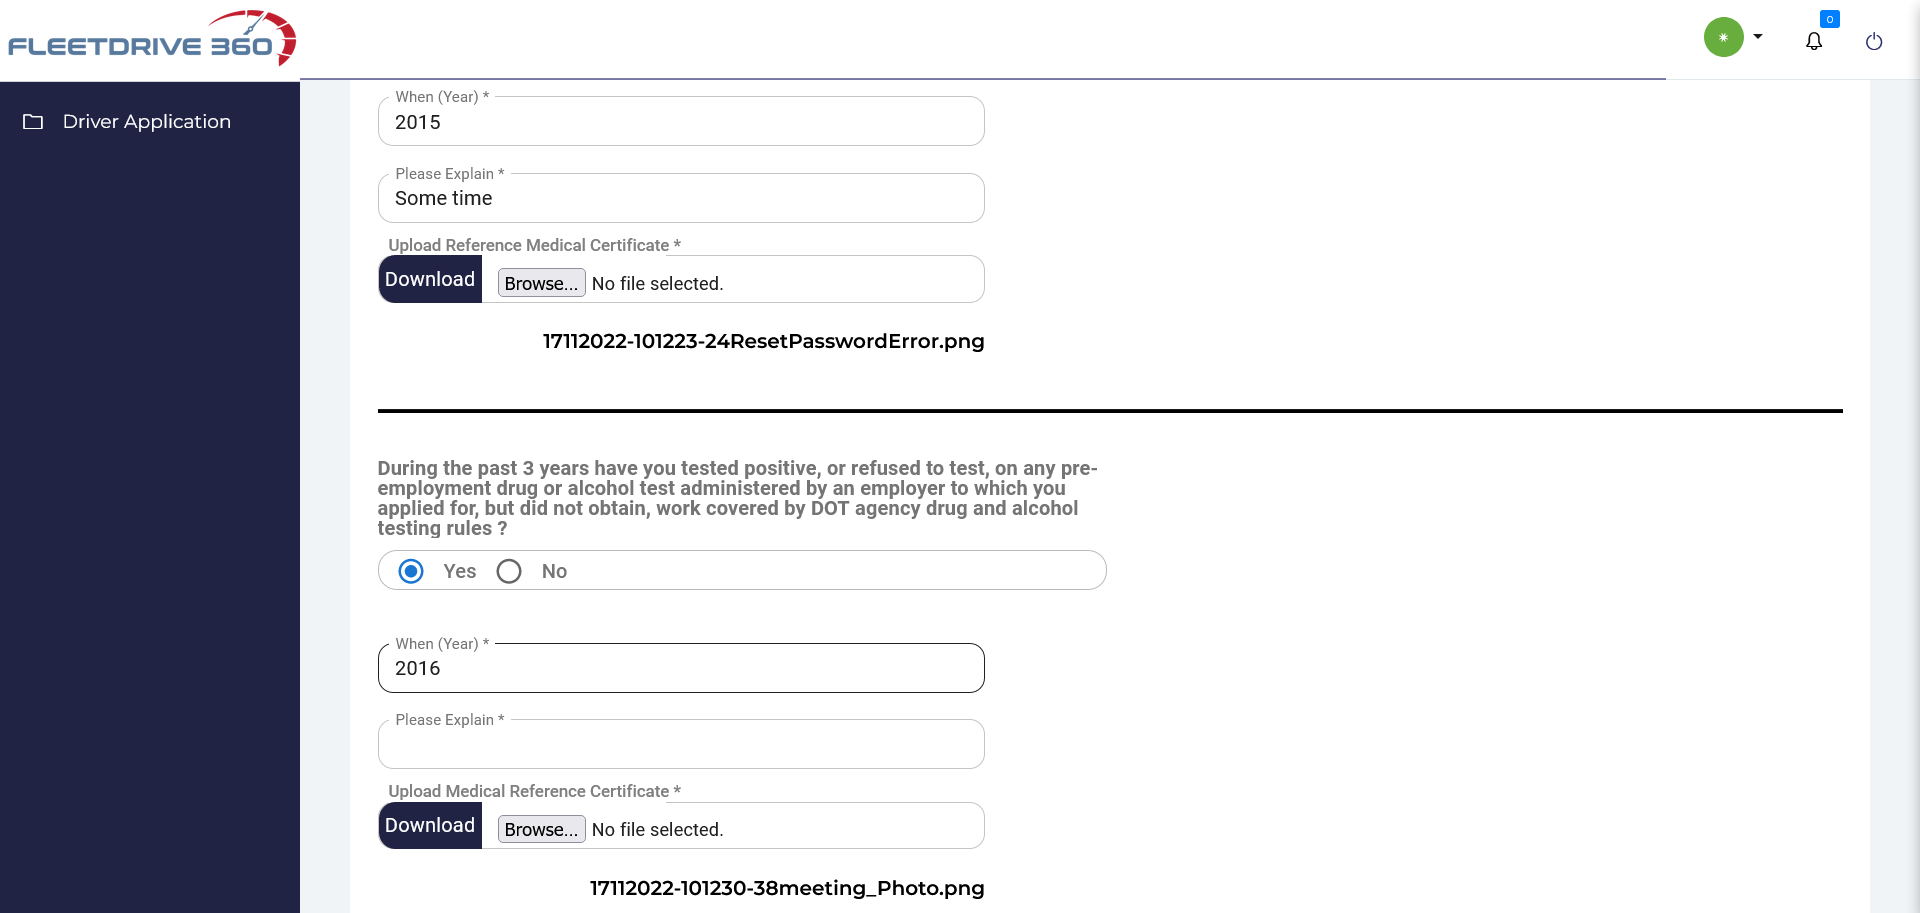 FLEETDRIVE 360
0
Driver Application
When (Year) *
2015
Please Explain *
Some time
Upload Reference Medical Certificate *
Download
Browse... No file selected.
17112022-101223-24ResetPasswordError.png
During the past 3 years have you tested positive, or refused to test, on any pre-
employment drug or alcohol test administered by an employer to which you
applied for, but did not obtain, work covered by DOT agency drug and alcohol
testing rules ?
Yes No
When (Year) *
2016
Please Explain *
Upload Medical Reference Certificate *
Download
Browse... No file selected.
17112022-101230-38meeting_Photo.png